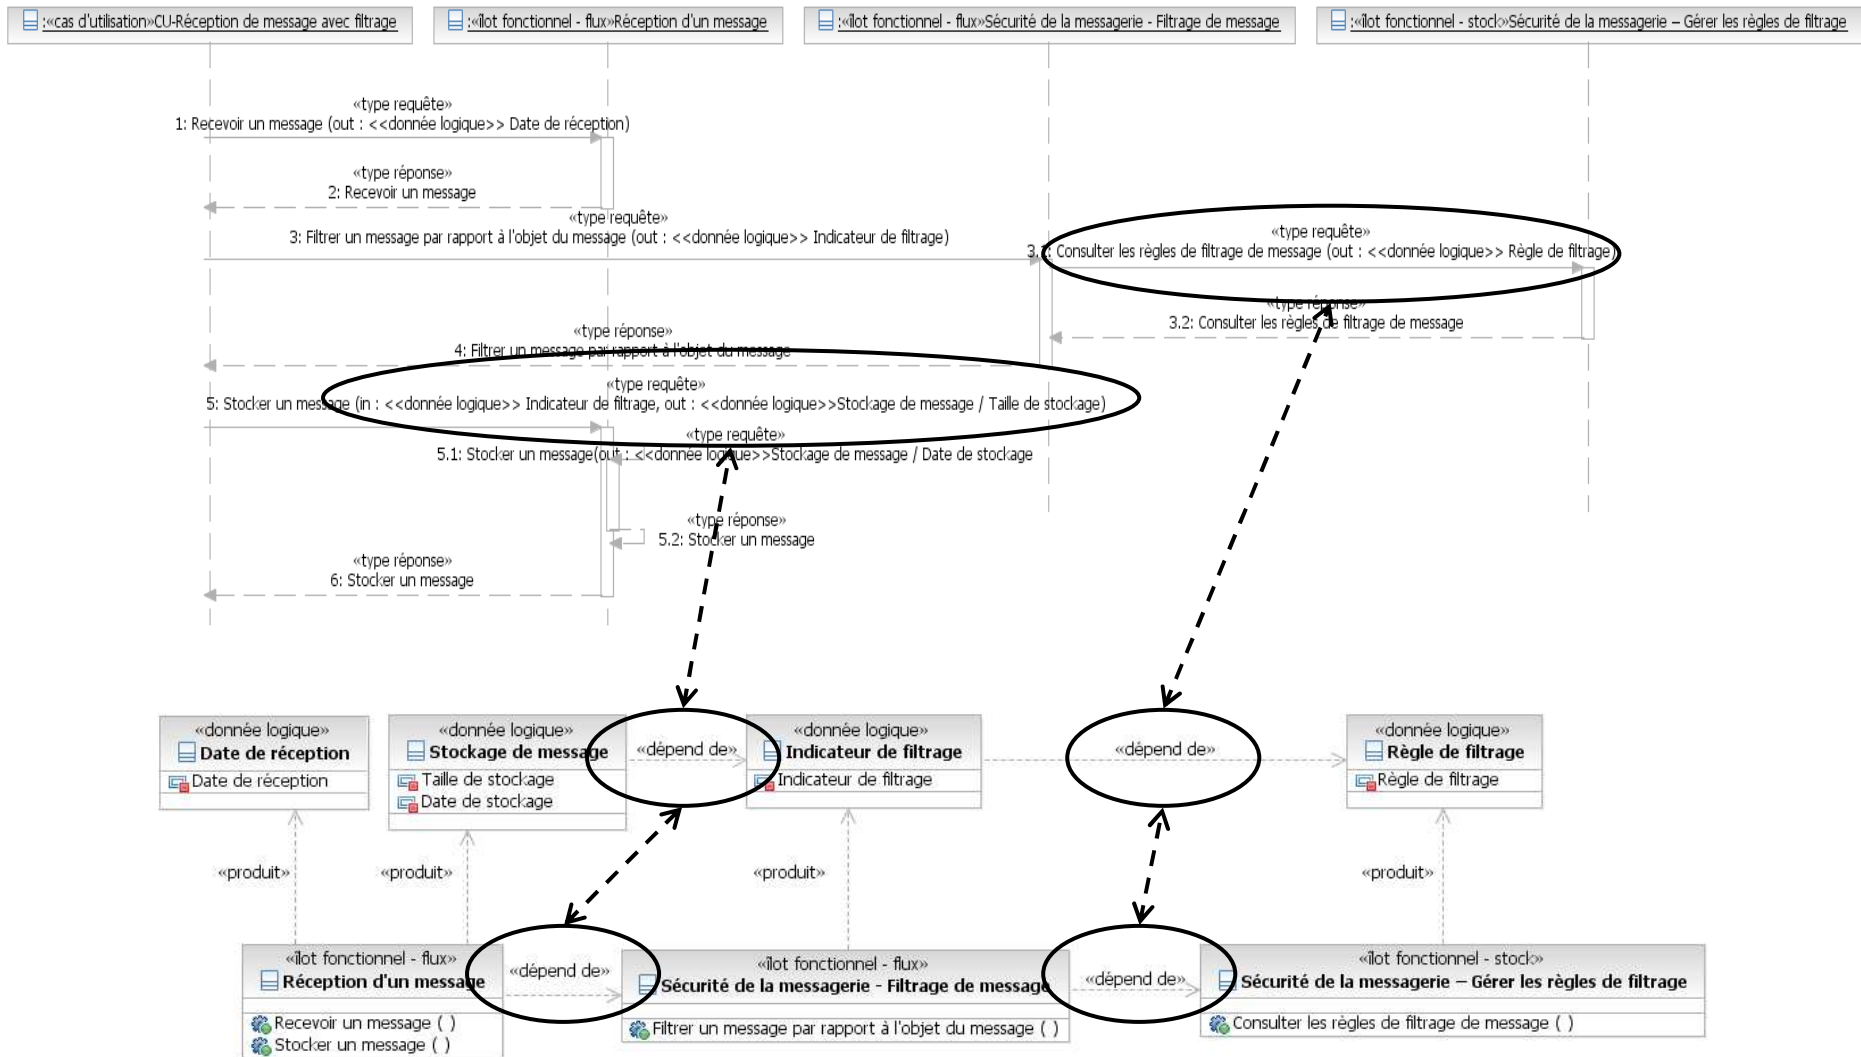 :«cas d'utilisation»CU-Réception de message avec filtrage
:«îlot fonctionnel - flux»Réception d'un message
:«îlot fonctionnel - flux»Sécurité de la messagerie - Filtrage de message
:«îlot fonctionnel - stock»Sécurité de la messagerie – Gérer les règles de filtrage
«type requête»
1: Recevoir un message (out : <<donnée logique>> Date de réception)
«type réponse»
2: Recevoir un message
«type requête»
3: Filtrer un message par rapport à l'objet du message (out : <<donnée logique>> Indicateur de filtrage)
«type requête»
3.1: Consulter les règles de filtrage de message (out : <<donnée logique>> Règle de filtrage)
«type réponse»
3.2: Consulter les règles de filtrage de message
«type réponse»
4: Filtrer un message par rapport à l'objet du message
«type requête»
5: Stocker un message (in : <<donnée logique>> Indicateur de filtrage, out : <<donnée logique>>Stockage de message / Taille de stockage)
«type requête»
5.1: Stocker un message(out : <<donnée logique>>Stockage de message / Date de stockage
«type réponse»
5.2: Stocker un message
«type réponse»
6: Stocker un message
«donnée logique»
Date de réception
Date de réception
«donnée logique»
Stockage de message
Taille de stockage
Date de stockage
«dépend de»
«donnée logique»
Indicateur de filtrage
Indicateur de filtrage
«dépend de»
«donnée logique»
Règle de filtrage
Règle de filtrage
«produit»
«produit»
«produit»
«produit»
«îlot fonctionnel - flux»
Réception d'un message
Recevoir un message ( )
Stocker un message ( )
«dépend de»
«îlot fonctionnel - flux»
Sécurité de la messagerie - Filtrage de message
Filtrer un message par rapport à l'objet du message ( )
«dépend de»
«îlot fonctionnel - stock»
Sécurité de la messagerie – Gérer les règles de filtrage
Consulter les règles de filtrage de message ( )